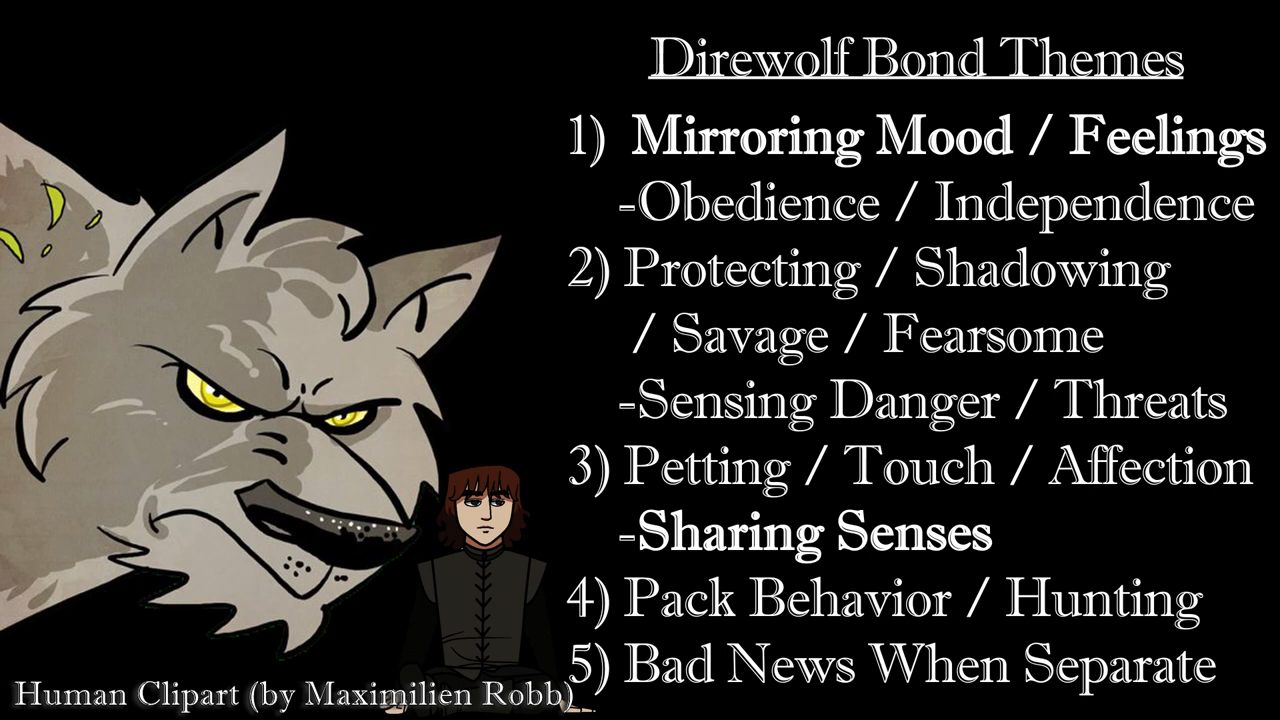 Direwolf Bond Themes
1) Mirroring Mood / Feelings
-Obedience / Independence
2) Protecting / Shadowing
/ Savage / Fearsome
-Sensing Danger / Threats
3) Petting / Touch / Affection
-Sharing Senses
4) Pack Behavior / Hunting
5) Bad News When Separate
Human Clipart (by Maximilien Robb)